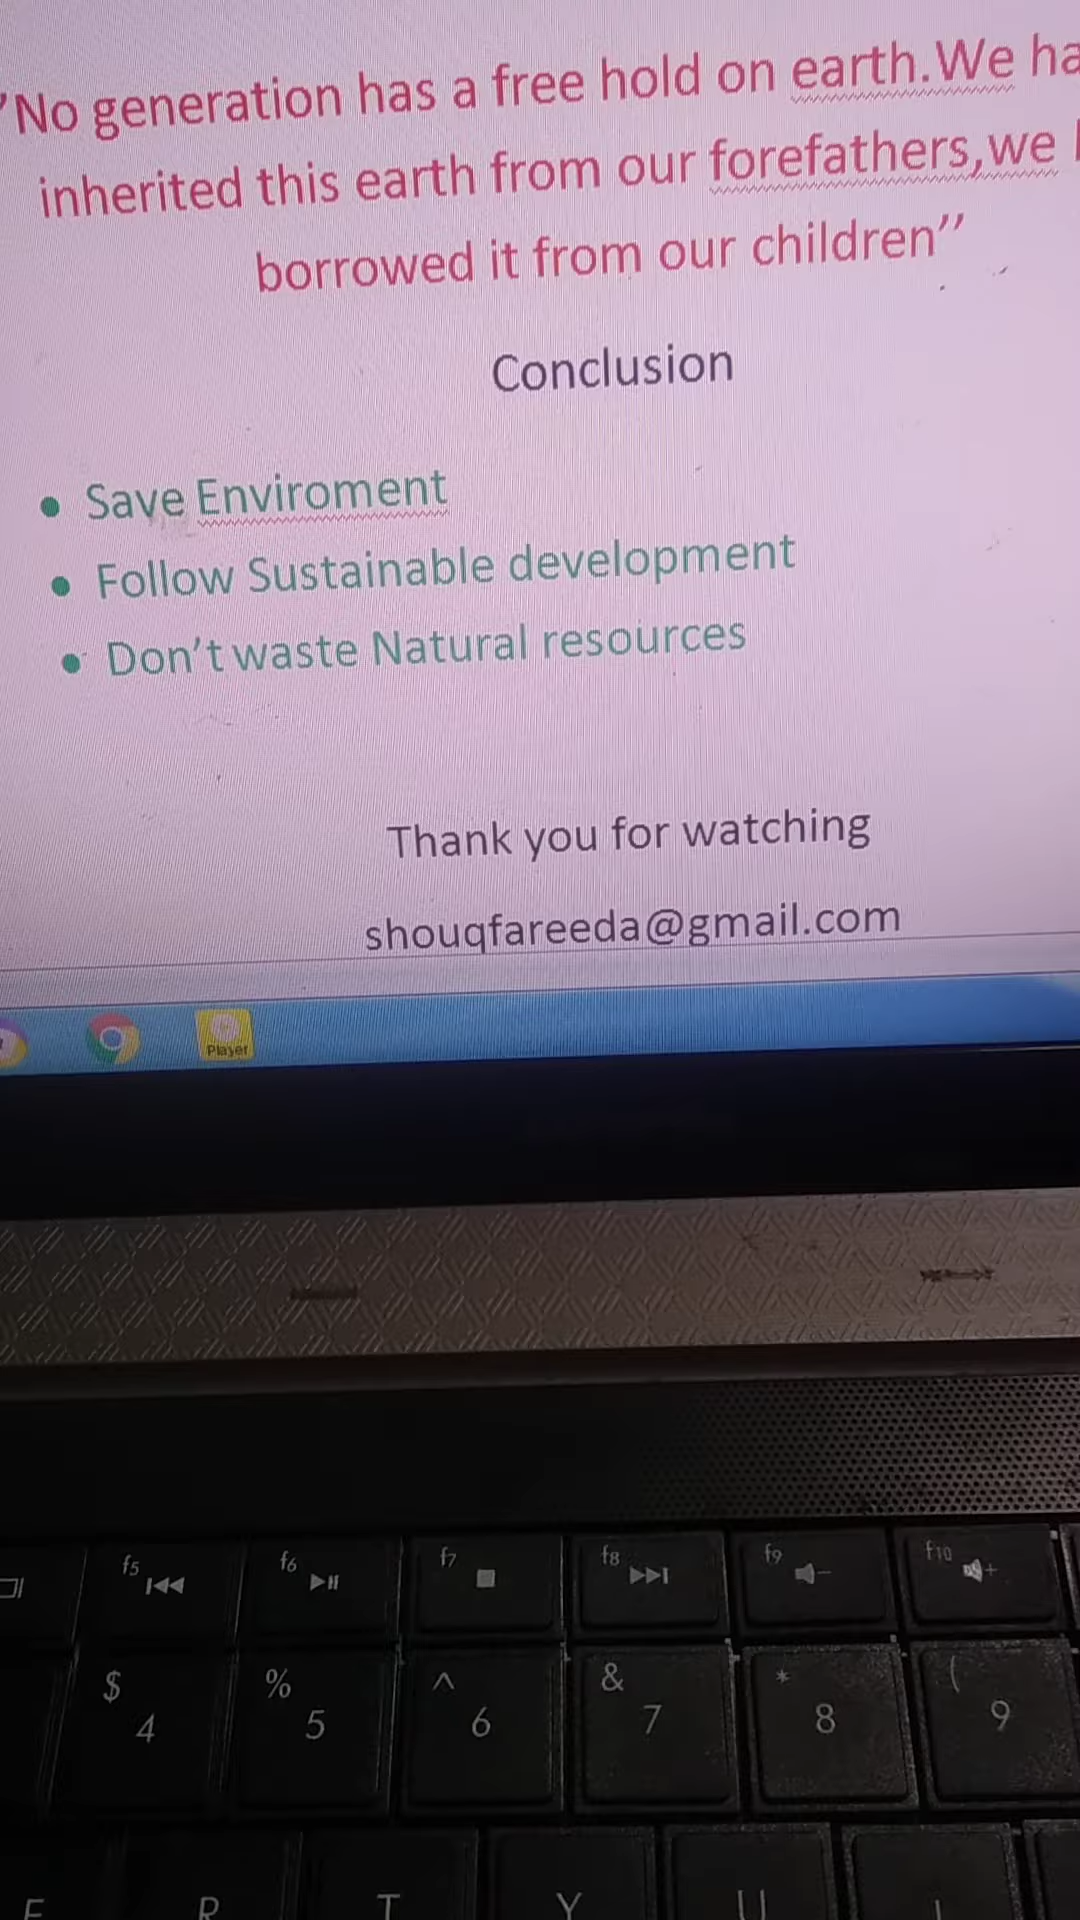 "No generation has a free hold on earth.We
inherited this earth from our forefathers,we
borrowed it from our children’’
Conclusion
• Save Enviroment
• Follow Sustainable development
• Don’t waste Natural resources
Thank you for watching
shouqfareeda@gmail.com
Player
f5 f6 f7 f8 f9 f10
$ % ^ & * (
4 5 6 7 8 9
R T Y U